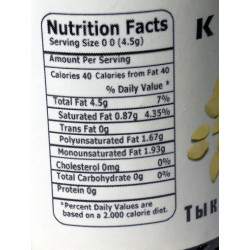 Nutrition Facts
Serving Size 0 0 (4.5g)
Amount Per Serving
Calories 40 Calories from Fat 40
% Daily Value *
Total Fat 4.5g 7%
Saturated Fat 0.87g 4.35%
Trans Fat 0g
Polyunsaturated Fat 1.67g
Monounsaturated Fat 1.93g
Cholesterol 0mg 0%
Total Carbohydrate 0g 0%
Protein 0g
*Percent Daily Values are
based on a 2.000 calorie diet.
К
Тык